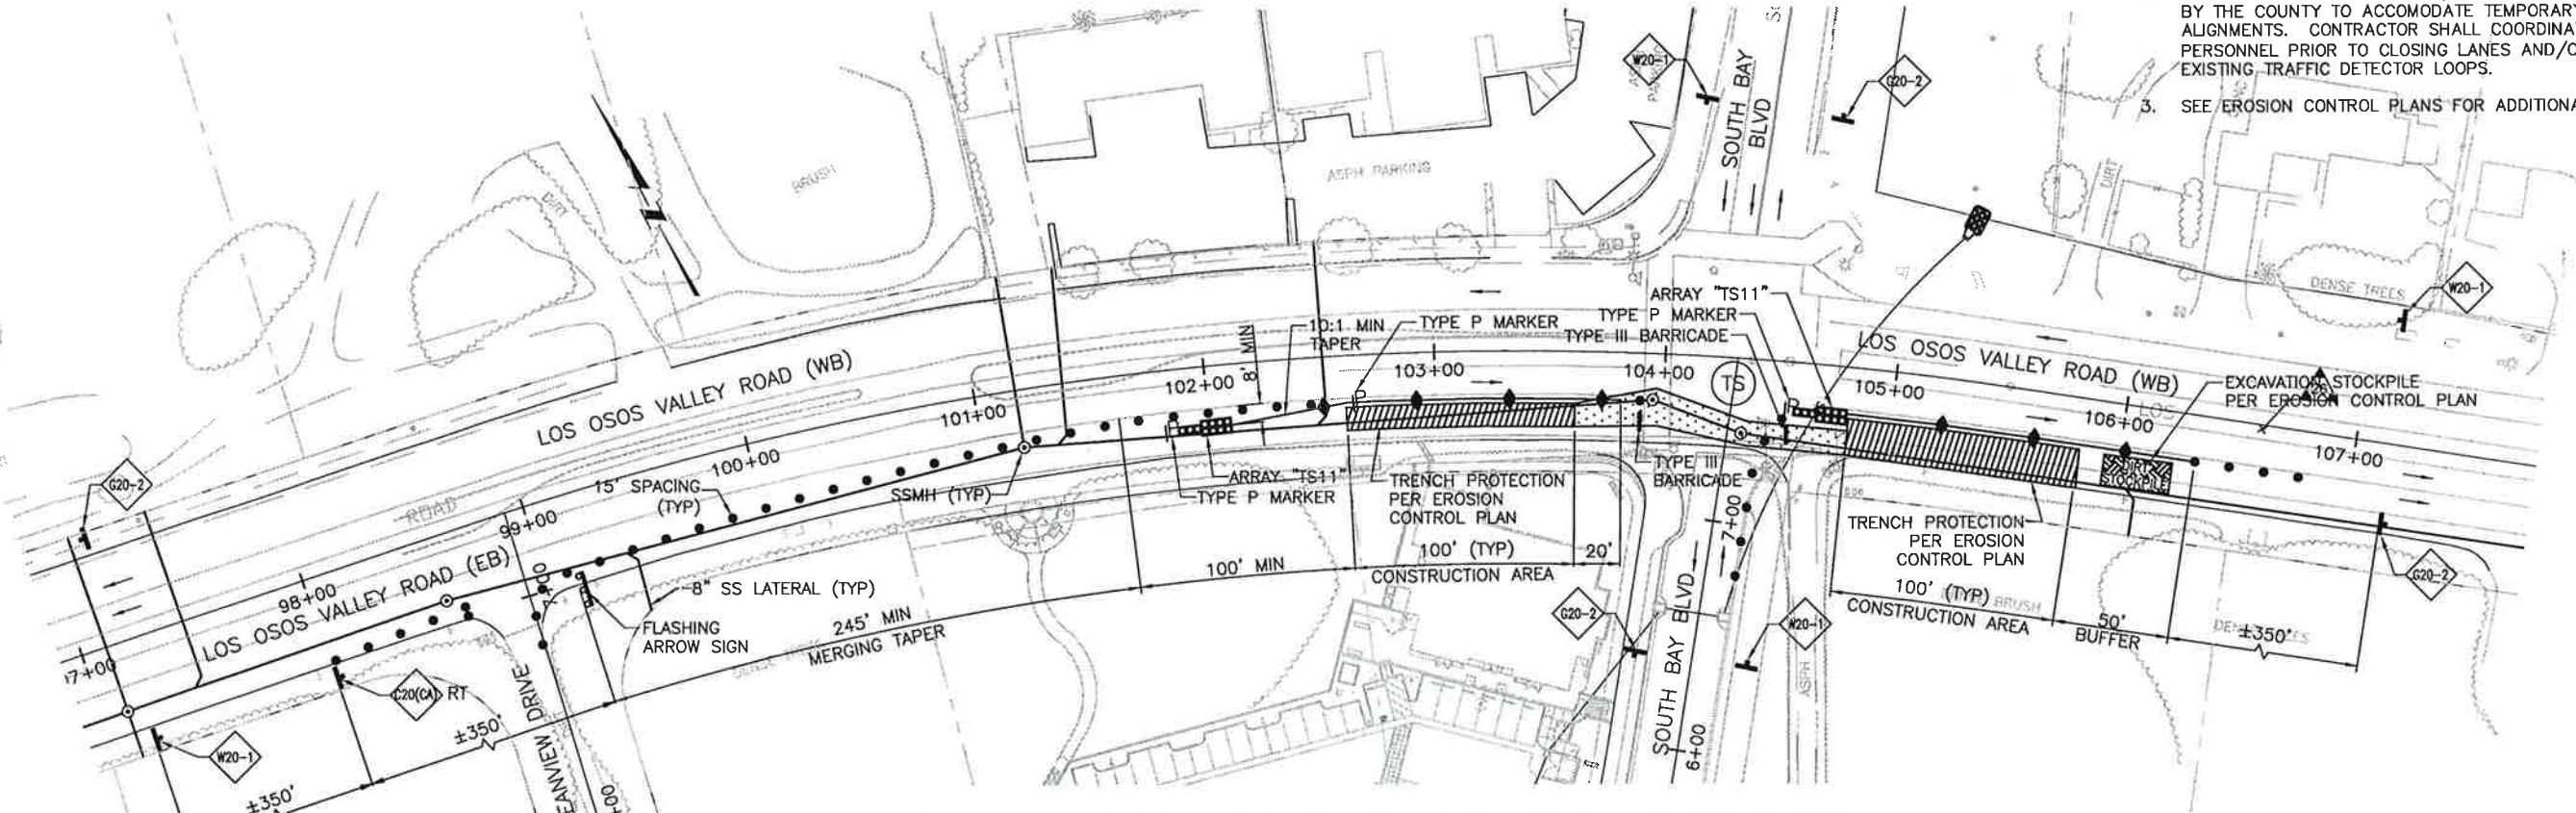 BY THE COUNTY TO ACCOMODATE TEMPORARY
ALIGNMENTS. CONTRACTOR SHALL COORDINA
PERSONNEL PRIOR TO CLOSING LANES AND/O
EXISTING TRAFFIC DETECTOR LOOPS.
3. SEE EROSION CONTROL PLANS FOR ADDITIONA
W20-1
SOUTH BAY
BLVD
G20-2
BRUSH
DIRT
ASPH PARKING
DIRT
DENSE TREES
W20-1
ARRAY "TS11"
TYPE P MARKER
TYPE III BARRICADE
10:1 MIN
TAPER
TYPE P MARKER
8' MIN
LOS OSOS VALLEY ROAD (WB)
LOS OSOS VALLEY ROAD (WB)
101+00
102+00
103+00
104+00
TS
105+00
106+00
LOS
107+00
EXCAVATION STOCKPILE
PER EROSION CONTROL PLAN
P
P
G20-2
ROAD
99+00
100+00
15' SPACING
(TYP)
SSMH (TYP)
ARRAY "TS11"
TYPE P MARKER
TRENCH PROTECTION
PER EROSION
CONTROL PLAN
TYPE III
BARRICADE
DIRT
STOCKPILE
TRENCH PROTECTION
PER EROSION
CONTROL PLAN
98+00
LOS OSOS VALLEY ROAD (EB)
17+00
7+00
8" SS LATERAL (TYP)
FLASHING
ARROW SIGN
245' MIN
MERGING TAPER
100' MIN
100' (TYP)
CONSTRUCTION AREA
20'
7+00
100' (TYP)
CONSTRUCTION AREA
BRUSH
50'
BUFFER
±350'
G20-2
G20-2
W20-1
C20(CA) RT
W20-1
±350'
±350'
EANVIEW DRIVE
+00
SOUTH BAY BLVD
6+00
ASPH